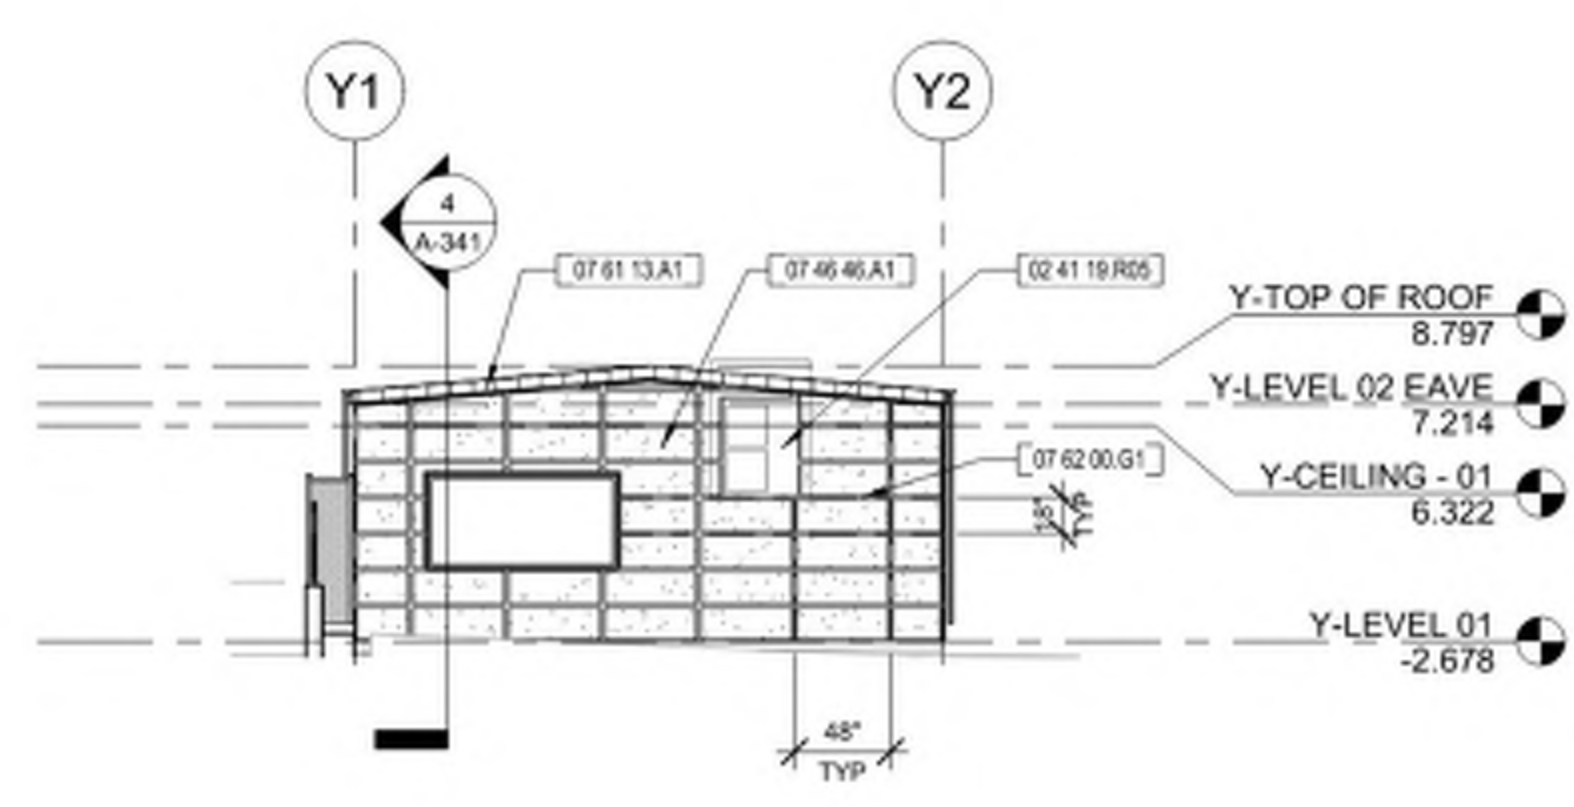 Y1
Y2
4
A-341
07 61 13.A1
07 46 46.A1
02 41 19.R05
Y-TOP OF ROOF
8.797
Y-LEVEL 02 EAVE
7.214
07 62 00.G1
Y-CEILING - 01
6.322
18"
TYP
Y-LEVEL 01
-2.678
48"
TYP